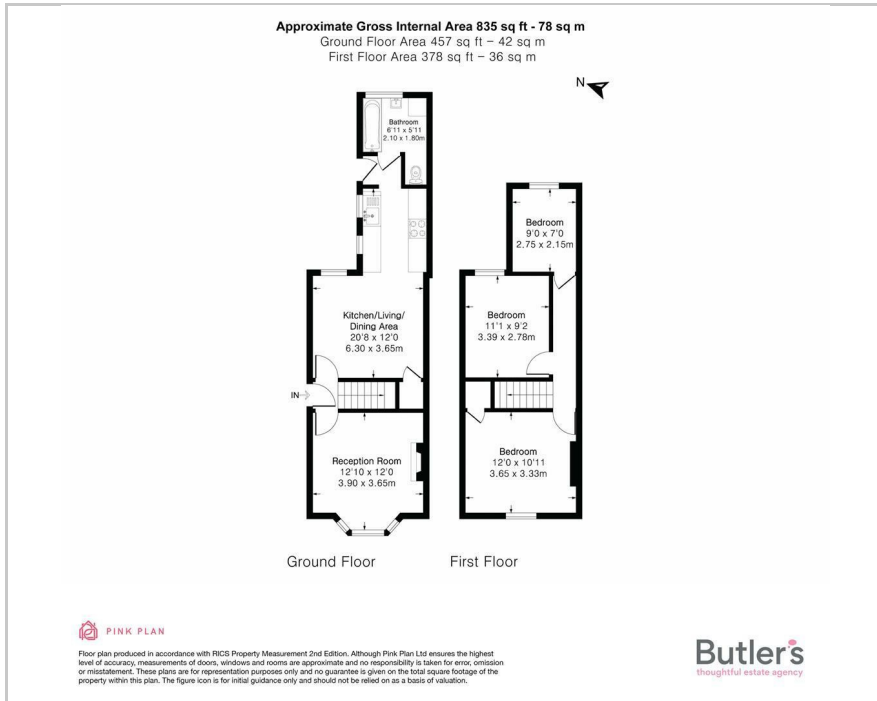 Approximate Gross Internal Area 835 sq ft - 78 sq m
Ground Floor Area 457 sq ft – 42 sq m
First Floor Area 378 sq ft – 36 sq m
N
Bathroom
6'11 x 5'11
2.10 x 1.80m
Bedroom
9'0 x 7'0
2.75 x 2.15m
Kitchen/Living/
Dining Area
20'8 x 12'0
6.30 x 3.65m
Bedroom
11'1 x 9'2
3.39 x 2.78m
IN
Reception Room
12'10 x 12'0
3.90 x 3.65m
Bedroom
12'0 x 10'11
3.65 x 3.33m
Ground Floor
First Floor
PINK PLAN
Floor plan produced in accordance with RICS Property Measurement 2nd Edition. Although Pink Plan Ltd ensures the highest
level of accuracy, measurements of doors, windows and rooms are approximate and no responsibility is taken for error, omission
or misstatement. These plans are for representation purposes only and no guarantee is given on the total square footage of the
property within this plan. The figure icon is for initial guidance only and should not be relied on as a basis of valuation.
Butler's
thoughtful estate agency